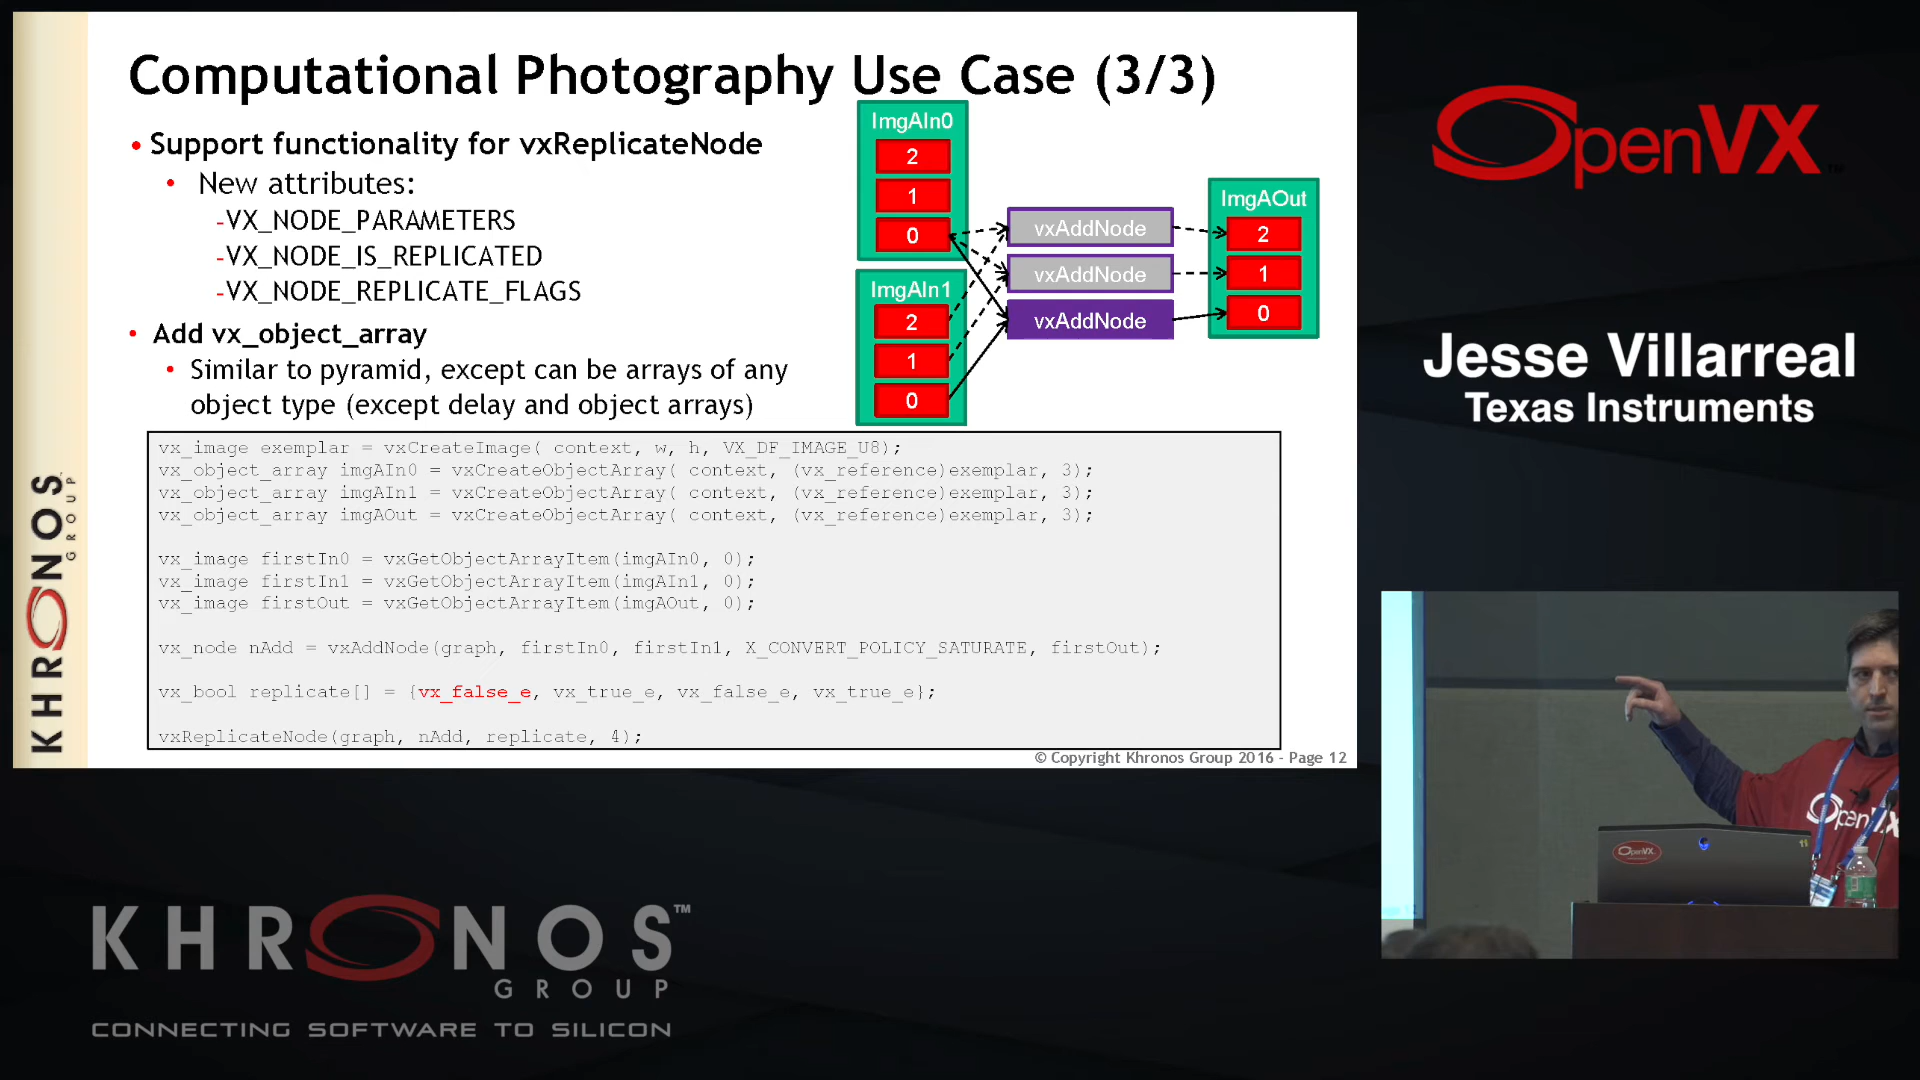 Computational Photography Use Case (3/3)
• Support functionality for vxReplicateNode
• New attributes:
-VX_NODE_PARAMETERS
-VX_NODE_IS_REPLICATED
-VX_NODE_REPLICATE_FLAGS
• Add vx_object_array
• Similar to pyramid, except can be arrays of any
object type (except delay and object arrays)
ImgAIn0
2
1
0
ImgAIn1
2
1
0
vxAddNode
vxAddNode
vxAddNode
ImgAOut
2
1
0
vx_image exemplar = vxCreateImage( context, w, h, VX_DF_IMAGE_U8);
vx_object_array imgAIn0 = vxCreateObjectArray( context, (vx_reference)exemplar, 3);
vx_object_array imgAIn1 = vxCreateObjectArray( context, (vx_reference)exemplar, 3);
vx_object_array imgAOut = vxCreateObjectArray( context, (vx_reference)exemplar, 3);
vx_image firstIn0 = vxGetObjectArrayItem(imgAIn0, 0);
vx_image firstIn1 = vxGetObjectArrayItem(imgAIn1, 0);
vx_image firstOut = vxGetObjectArrayItem(imgAOut, 0);
vx_node nAdd = vxAddNode(graph, firstIn0, firstIn1, X_CONVERT_POLICY_SATURATE, firstOut);
vx_bool replicate[] = {vx_false_e, vx_true_e, vx_false_e, vx_true_e};
vxReplicateNode(graph, nAdd, replicate, 4);
© Copyright Khronos Group 2016 - Page 12
KHRONOS
GROUP
OpenVX™
Jesse Villarreal
Texas Instruments
OpenVX
OpenVX
KHRONOS™
GROUP
CONNECTING SOFTWARE TO SILICON